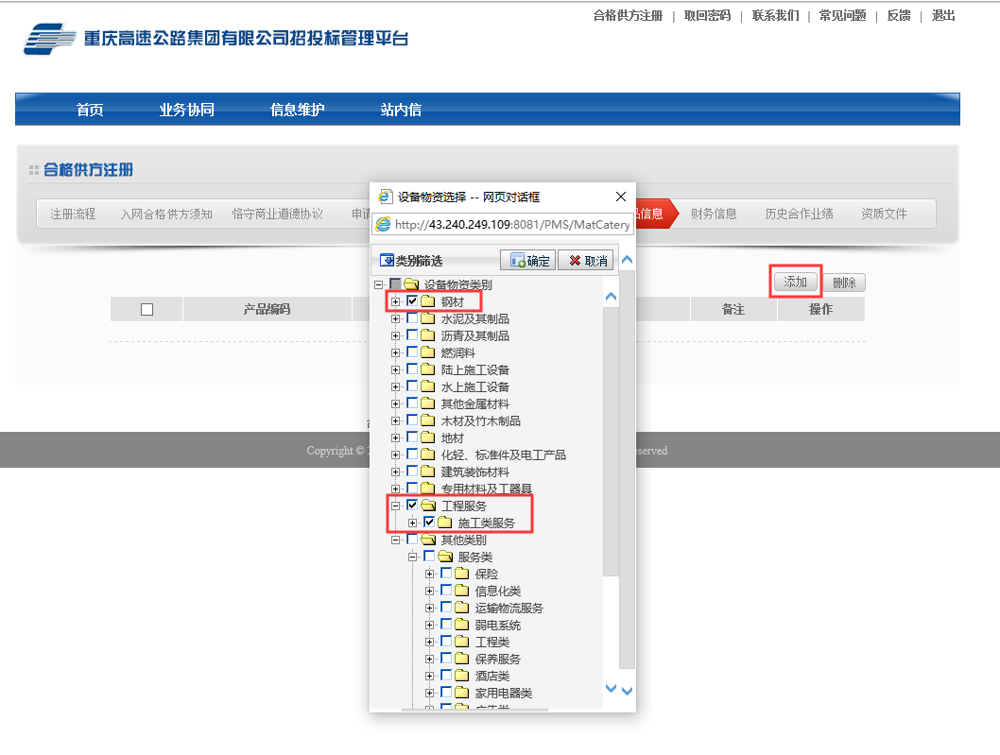 合格供方注册 | 取回密码 | 联系我们 | 常见问题 | 反馈 | 退出
重庆高速公路集团有限公司招投标管理平台
首页 业务协同 信息维护 站内信
合格供方注册
注册流程 入网合格供方须知 恪守商业道德协议 申请 品信息 财务信息 历史合作业绩 资质文件
添加 删除
产品编码 备注 操作
Copyright © served
设备物资选择 -- 网页对话框
http://43.240.249.109:8081/PMS/MatCatery
类别筛选 确定 取消
设备物资类别
钢材
水泥及其制品
沥青及其制品
燃润料
陆上施工设备
水上施工设备
其他金属材料
木材及竹木制品
地材
化轻、标准件及电工产品
建筑装饰材料
专用材料及工器具
工程服务
施工类服务
其他类别
服务类
保险
信息化类
运输物流服务
弱电系统
工程类
保养服务
酒店类
家用电器类